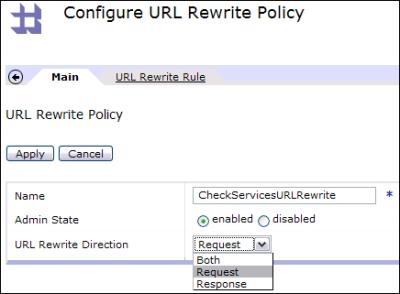 Configure URL Rewrite Policy
Main URL Rewrite Rule
URL Rewrite Policy
Apply Cancel
Name CheckServicesURLRewrite *
Admin State enabled disabled
URL Rewrite Direction Request
Both
Request
Response